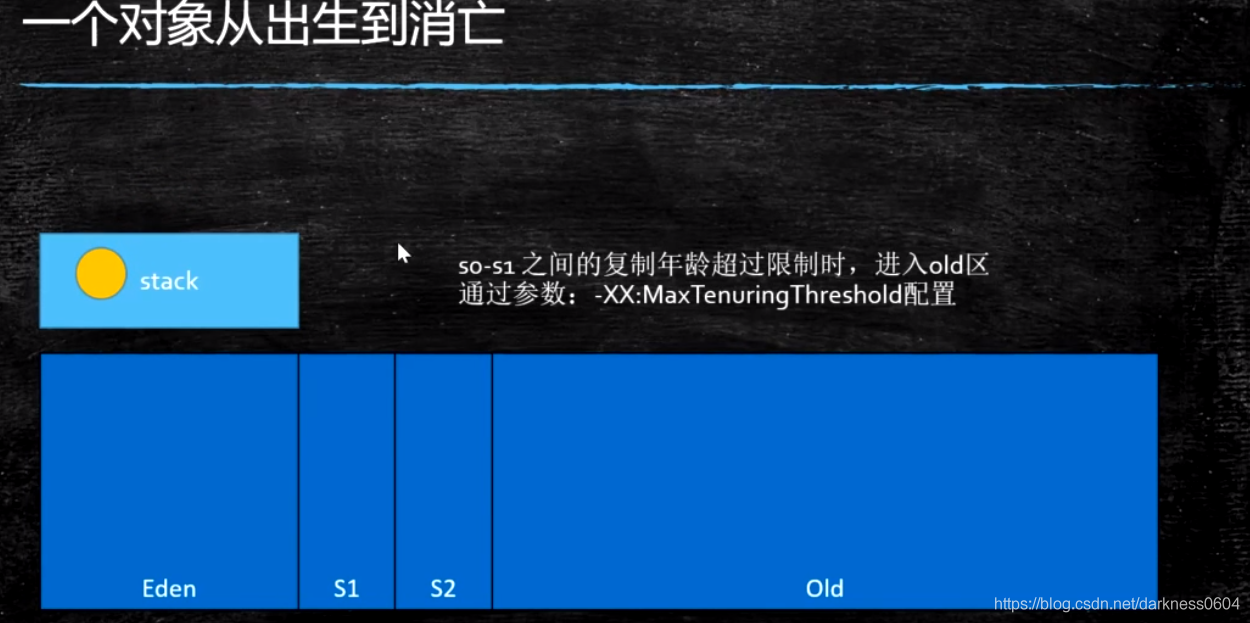 一个对象从出生到消亡
stack
s0-s1 之间的复制年龄超过限制时，进入old区
通过参数：-XX:MaxTenuringThreshold配置
Eden
S1
S2
Old
https://blog.csdn.net/darkness0604